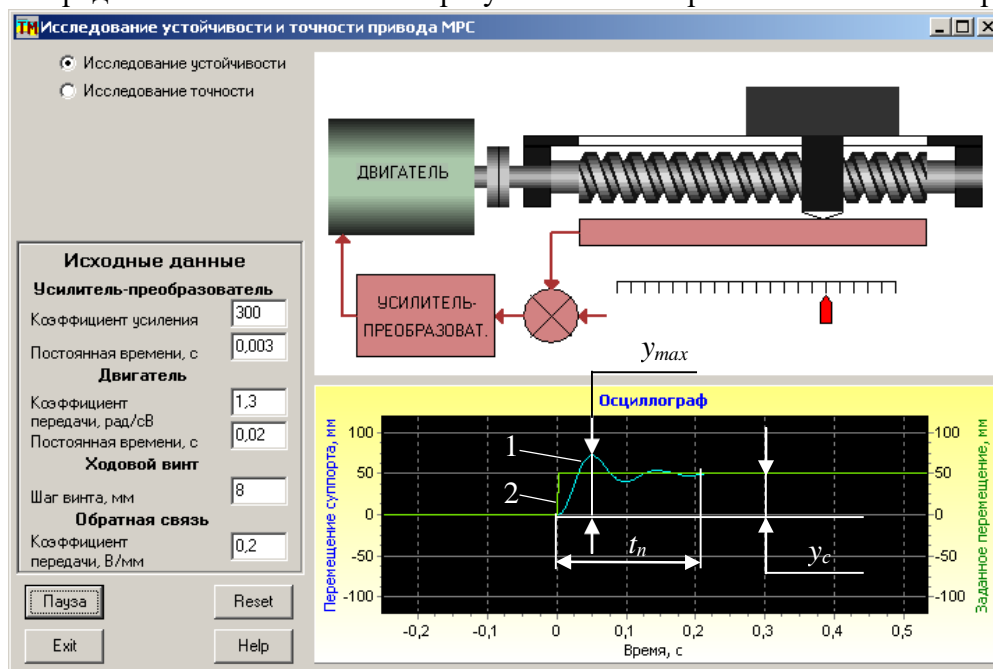 Исследование устойчивости и точности привода МРС
Исследование устойчивости
Исследование точности
ДВИГАТЕЛЬ
УСИЛИТЕЛЬ-
ПРЕОБРАЗОВАТ.
Исходные данные
Усилитель-преобразователь
Коэффициент усиления 300
Постоянная времени, с 0,003
Двигатель
Коэффициент
передачи, рад/сВ 1,3
Постоянная времени, с 0,02
Ходовой винт
Шаг винта, мм 8
Обратная связь
Коэффициент
передачи, В/мм 0,2
Пауза Reset
Exit Help
y_max
Осциллограф
Перемещение суппорта, мм
100
50
0
-50
-100
1
2
t_п
y_c
100
50
0
-50
-100
Заданное перемещение, мм
-0,2 -0,1 0 0,1 0,2 0,3 0,4 0,5
Время, с